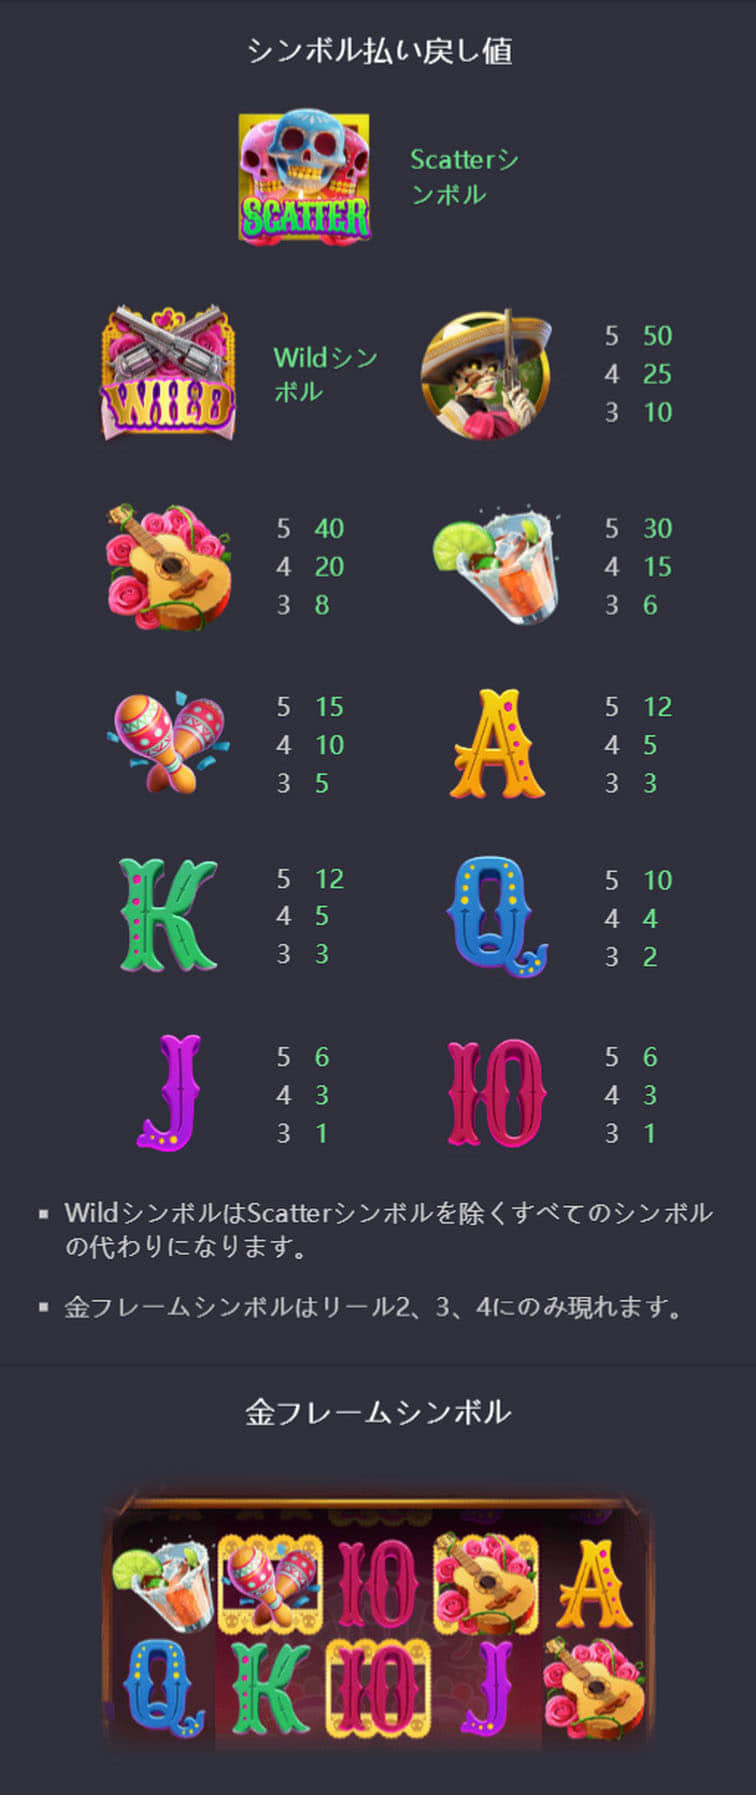 シンボル払い戻し値
SCATTER
Scatterシ
ンボル
WILD
Wildシン
ボル
5 50
4 25
3 10
5 40
4 20
3 8
5 30
4 15
3 6
5 15
4 10
3 5
A
5 12
4 5
3 3
K
5 12
4 5
3 3
Q
5 10
4 4
3 2
J
5 6
4 3
3 1
10
5 6
4 3
3 1
▪ WildシンボルはScatterシンボルを除くすべてのシンボル
の代わりになります。
▪ 金フレームシンボルはリール2、3、4にのみ現れます。
金フレームシンボル
10 A
Q K 10 J